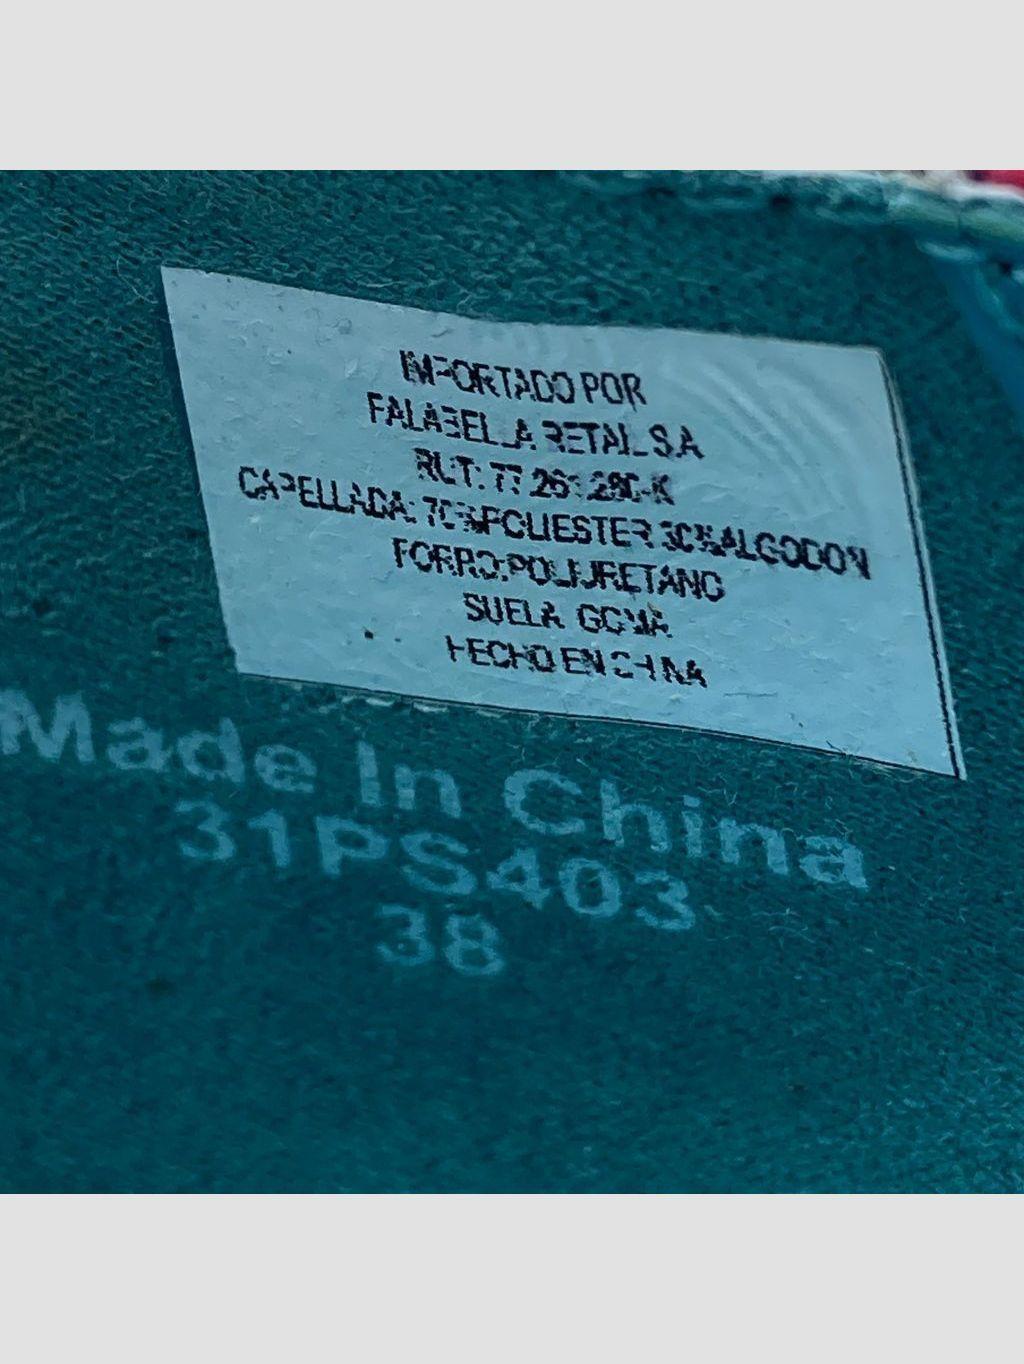 IMPORTADO POR
FALABELLA RETAIL S.A
RUT: 77.261.280-K
CAPELLADA: 70%POLIESTER 30%ALGODON
FORRO:POLIURETANO
SUELA: GOMA
HECHO EN CHINA
Made In China
31PS403
38